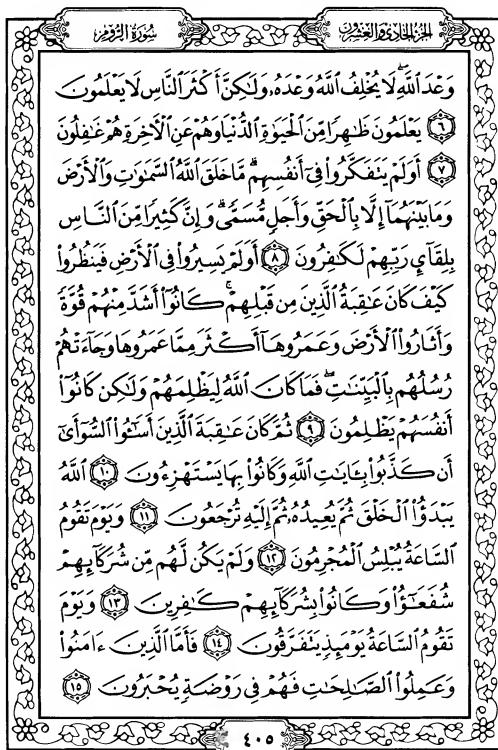 الجزء الحادي والعشرون
سورة الروم
وَعْدَ ٱللَّهِ ۖ لَا يُخْلِفُ ٱللَّهُ وَعْدَهُۥ وَلَـٰكِنَّ أَكْثَرَ ٱلنَّاسِ لَا يَعْلَمُونَ
٦ يَعْلَمُونَ ظَـٰهِرًا مِّنَ ٱلْحَيَوٰةِ ٱلدُّنْيَا وَهُمْ عَنِ ٱلْـَٔاخِرَةِ هُمْ غَـٰفِلُونَ
٧ أَوَلَمْ يَتَفَكَّرُوا۟ فِىٓ أَنفُسِهِم ۗ مَّا خَلَقَ ٱللَّهُ ٱلسَّمَـٰوَٰتِ وَٱلْأَرْضَ
وَمَا بَيْنَهُمَآ إِلَّا بِٱلْحَقِّ وَأَجَلٍ مُّسَمًّى ۗ وَإِنَّ كَثِيرًا مِّنَ ٱلنَّاسِ
بِلِقَآئِ رَبِّهِمْ لَكَـٰفِرُونَ ٨ أَوَلَمْ يَسِيرُوا۟ فِى ٱلْأَرْضِ فَيَنظُرُوا۟
كَيْفَ كَانَ عَـٰقِبَةُ ٱلَّذِينَ مِن قَبْلِهِمْ ۚ كَانُوٓا۟ أَشَدَّ مِنْهُمْ قُوَّةً
وَأَثَارُوا۟ ٱلْأَرْضَ وَعَمَرُوهَآ أَكْثَرَ مِمَّا عَمَرُوهَا وَجَآءَتْهُمْ
رُسُلُهُم بِٱلْبَيِّنَـٰتِ ۖ فَمَا كَانَ ٱللَّهُ لِيَظْلِمَهُمْ وَلَـٰكِن كَانُوٓا۟
أَنفُسَهُمْ يَظْلِمُونَ ٩ ثُمَّ كَانَ عَـٰقِبَةَ ٱلَّذِينَ أَسَـٰٓـُٔوا۟ ٱلسُّوٓأَىٰٓ
أَن كَذَّبُوا۟ بِـَٔايَـٰتِ ٱللَّهِ وَكَانُوا۟ بِهَا يَسْتَهْزِءُونَ ١٠ ٱللَّهُ
يَبْدَؤُا۟ ٱلْخَلْقَ ثُمَّ يُعِيدُهُۥ ثُمَّ إِلَيْهِ تُرْجَعُونَ ١١ وَيَوْمَ تَقُومُ
ٱلسَّاعَةُ يُبْلِسُ ٱلْمُجْرِمُونَ ١٢ وَلَمْ يَكُن لَّهُم مِّن شُرَكَآئِهِمْ
شُفَعَـٰٓؤُا۟ وَكَانُوا۟ بِشُرَكَآئِهِمْ كَـٰفِرِينَ ١٣ وَيَوْمَ
تَقُومُ ٱلسَّاعَةُ يَوْمَئِذٍ يَتَفَرَّقُونَ ١٤ فَأَمَّا ٱلَّذِينَ ءَامَنُوا۟
وَعَمِلُوا۟ ٱلصَّـٰلِحَـٰتِ فَهُمْ فِى رَوْضَةٍ يُحْبَرُونَ ١٥
٤٠٥